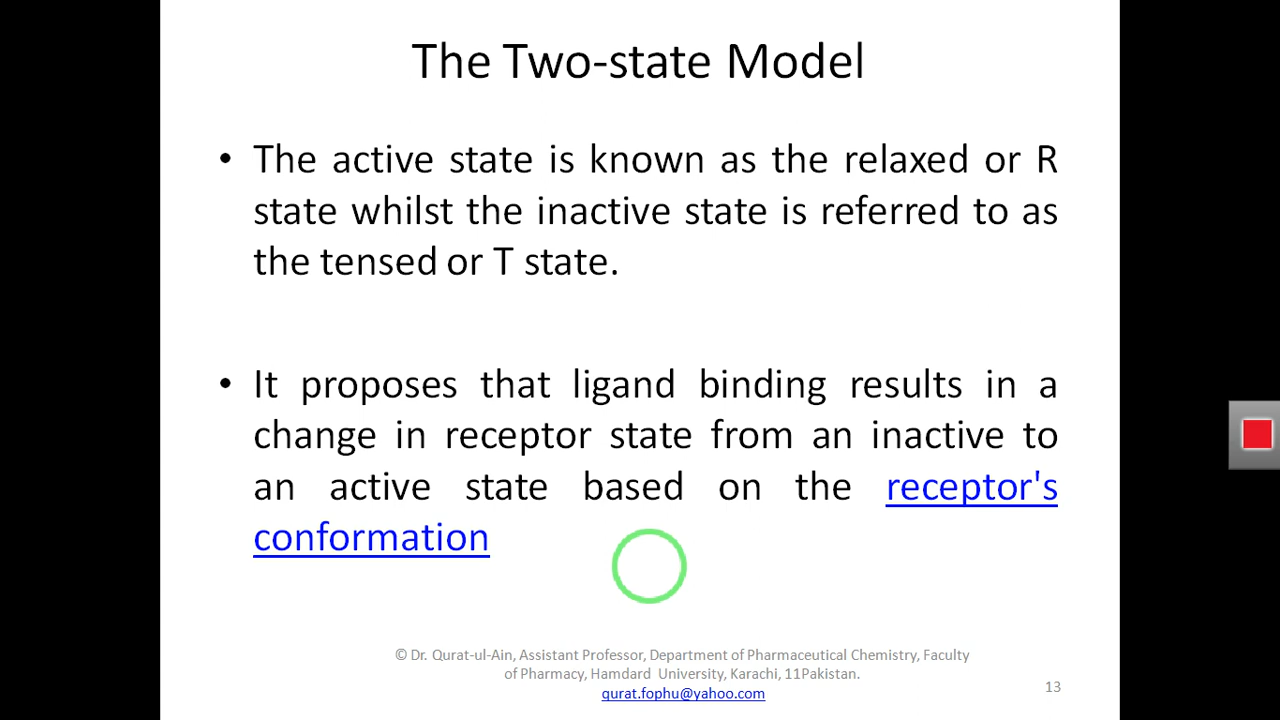 The Two-state Model
• The active state is known as the relaxed or R
state whilst the inactive state is referred to as
the tensed or T state.
• It proposes that ligand binding results in a
change in receptor state from an inactive to
an active state based on the receptor's
conformation
© Dr. Qurat-ul-Ain, Assistant Professor, Department of Pharmaceutical Chemistry, Faculty
of Pharmacy, Hamdard University, Karachi, 11Pakistan.
qurat.fophu@yahoo.com
13